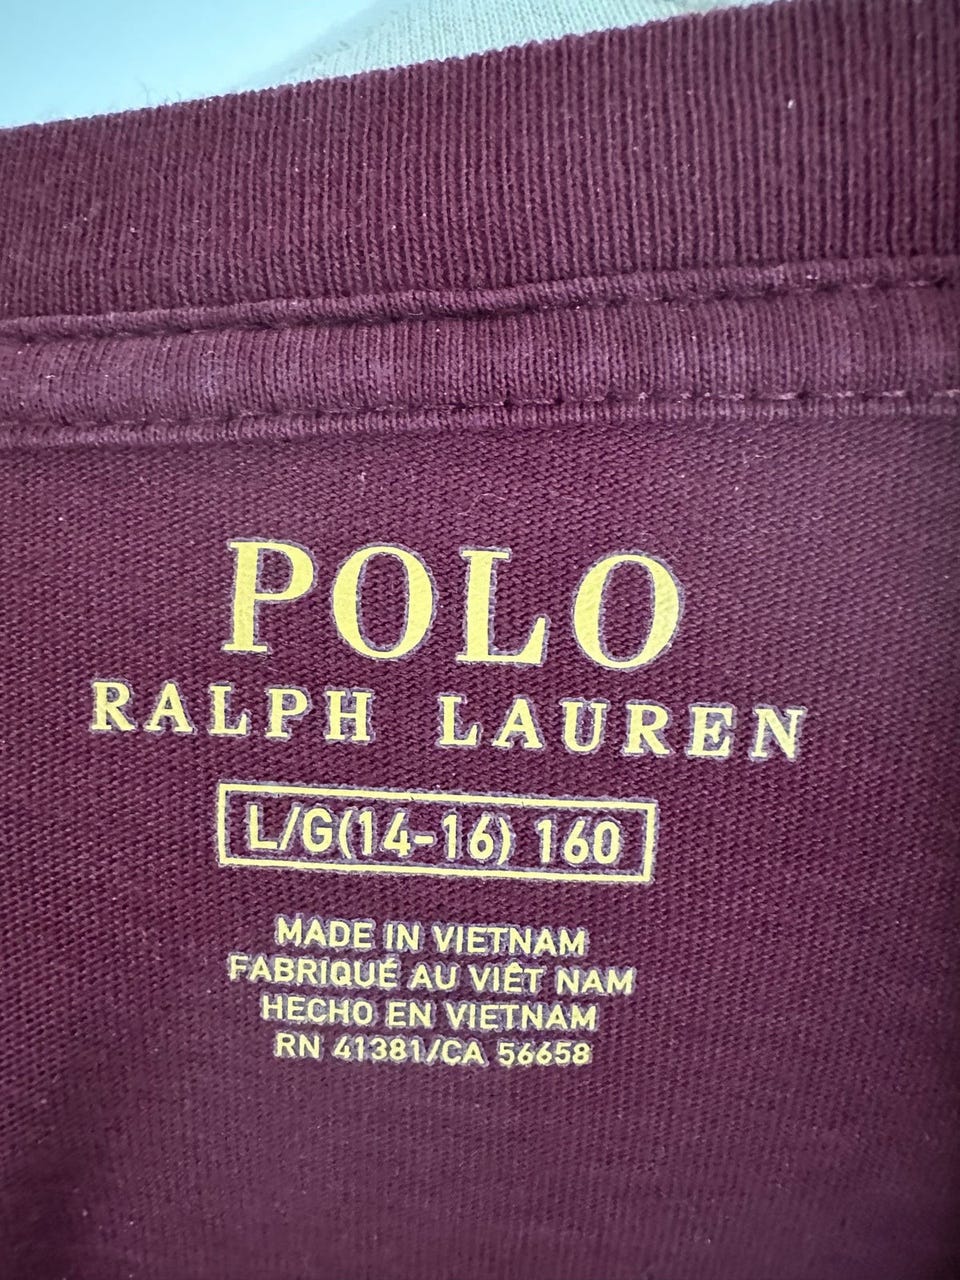 POLO
RALPH LAUREN
L/G(14-16) 160
MADE IN VIETNAM
FABRIQUÉ AU VIÊT NAM
HECHO EN VIETNAM
RN 41381/CA 56658